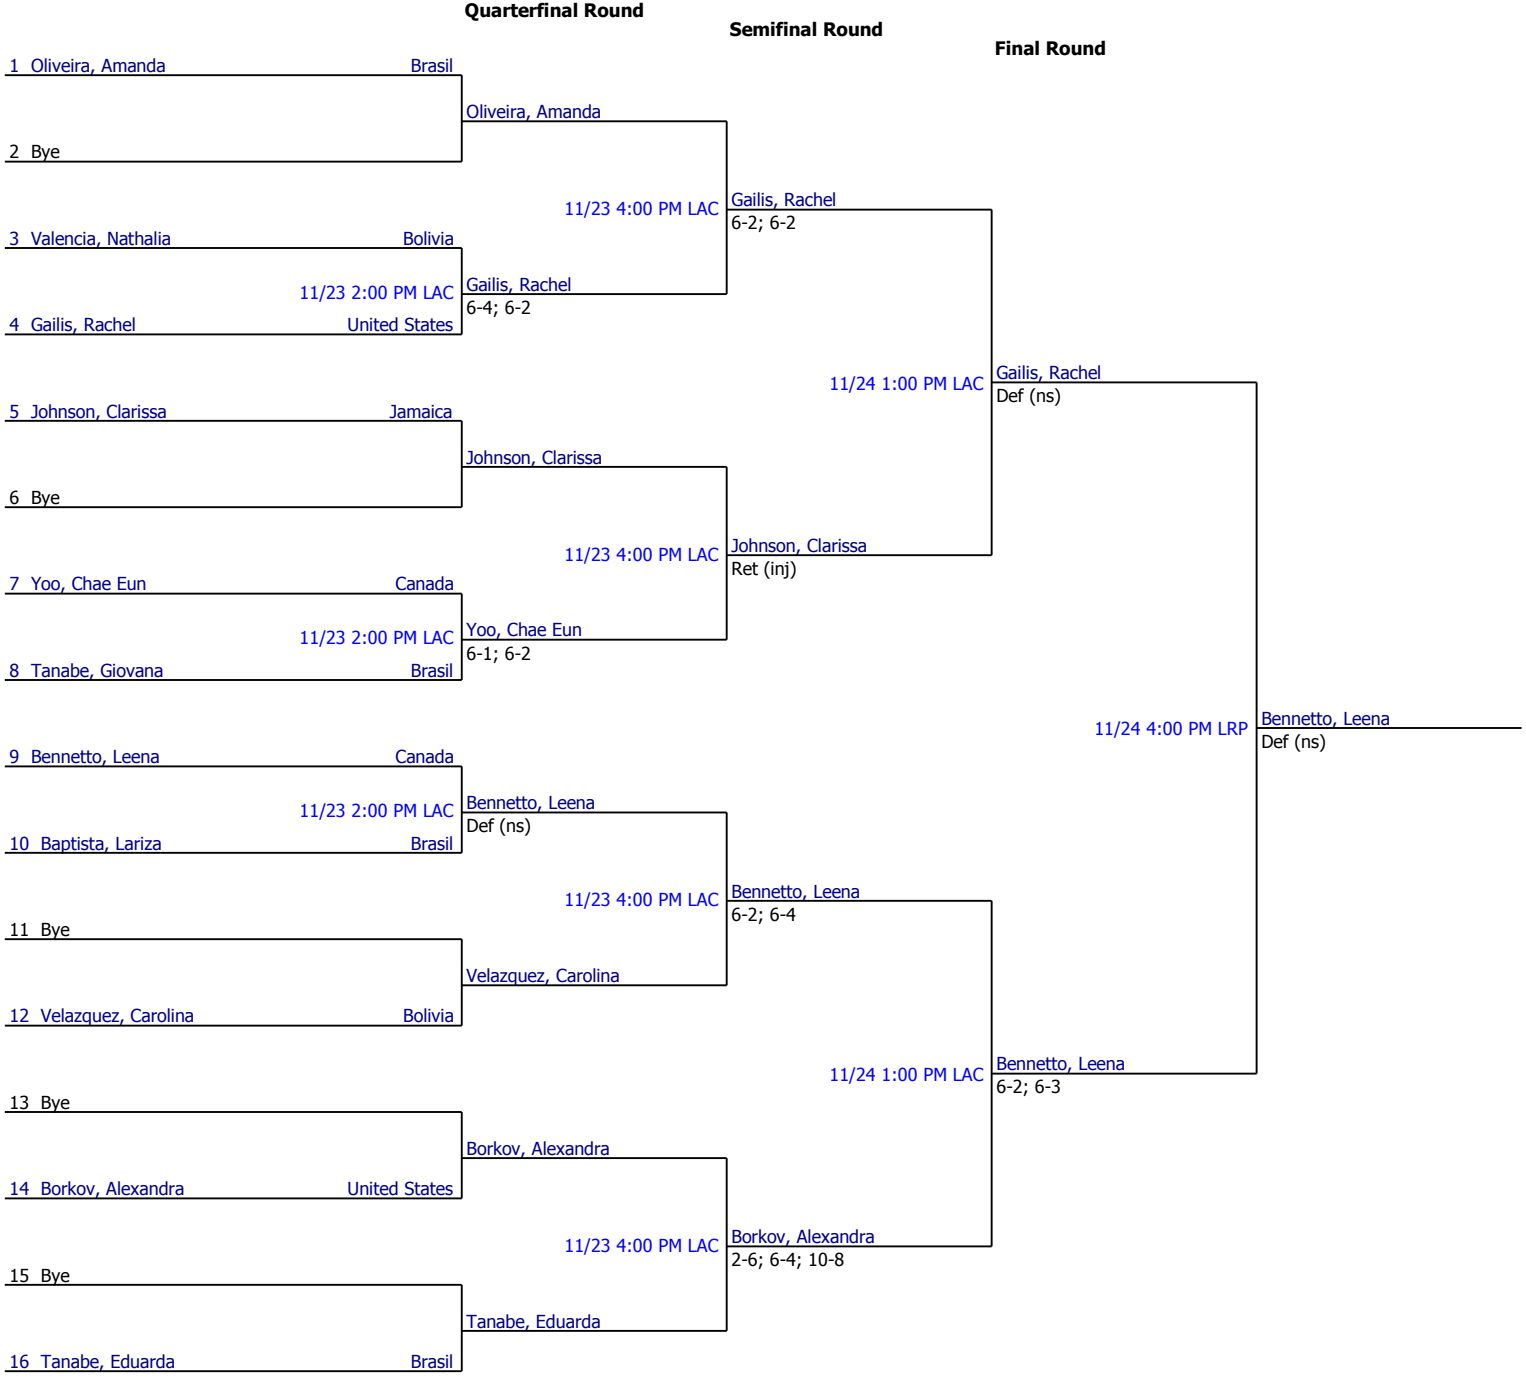 Quarterfinal Round
Semifinal Round
Final Round
1 Oliveira, Amanda Brasil
Oliveira, Amanda
2 Bye
11/23 4:00 PM LAC Gailis, Rachel
6-2; 6-2
3 Valencia, Nathalia Bolivia
11/23 2:00 PM LAC Gailis, Rachel
6-4; 6-2
4 Gailis, Rachel United States
11/24 1:00 PM LAC Gailis, Rachel
Def (ns)
5 Johnson, Clarissa Jamaica
Johnson, Clarissa
6 Bye
11/23 4:00 PM LAC Johnson, Clarissa
Ret (inj)
7 Yoo, Chae Eun Canada
11/23 2:00 PM LAC Yoo, Chae Eun
6-1; 6-2
8 Tanabe, Giovana Brasil
11/24 4:00 PM LRP Bennetto, Leena
Def (ns)
9 Bennetto, Leena Canada
11/23 2:00 PM LAC Bennetto, Leena
Def (ns)
10 Baptista, Lariza Brasil
11/23 4:00 PM LAC Bennetto, Leena
6-2; 6-4
11 Bye
Velazquez, Carolina
12 Velazquez, Carolina Bolivia
11/24 1:00 PM LAC Bennetto, Leena
6-2; 6-3
13 Bye
Borkov, Alexandra
14 Borkov, Alexandra United States
11/23 4:00 PM LAC Borkov, Alexandra
2-6; 6-4; 10-8
15 Bye
Tanabe, Eduarda
16 Tanabe, Eduarda Brasil